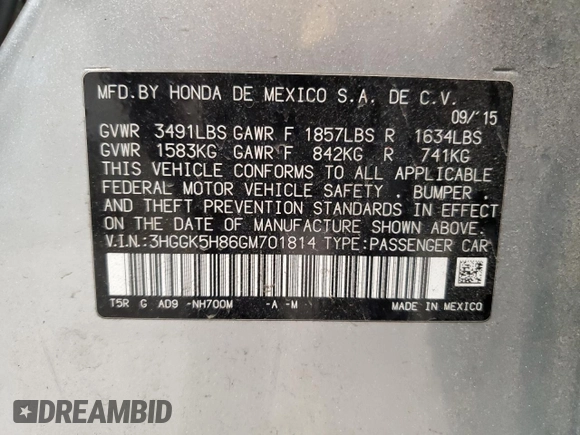 MFD.BY HONDA DE MEXICO S.A. DE C.V.
09/15
GVWR 3491LBS GAWR F 1857LBS R 1634LBS
GVWR 1583KG GAWR F 842KG R 741KG
THIS VEHICLE CONFORMS TO ALL APPLICABLE
FEDERAL MOTOR VEHICLE SAFETY , BUMPER ,
AND THEFT PREVENTION STANDARDS IN EFFECT
ON THE DATE OF MANUFACTURE SHOWN ABOVE.
V.I.N.:3HGGK5H86GM701814 TYPE:PASSENGER CAR
T5R G AD9 -NH700M -A -M MADE IN MEXICO
DREAMBID